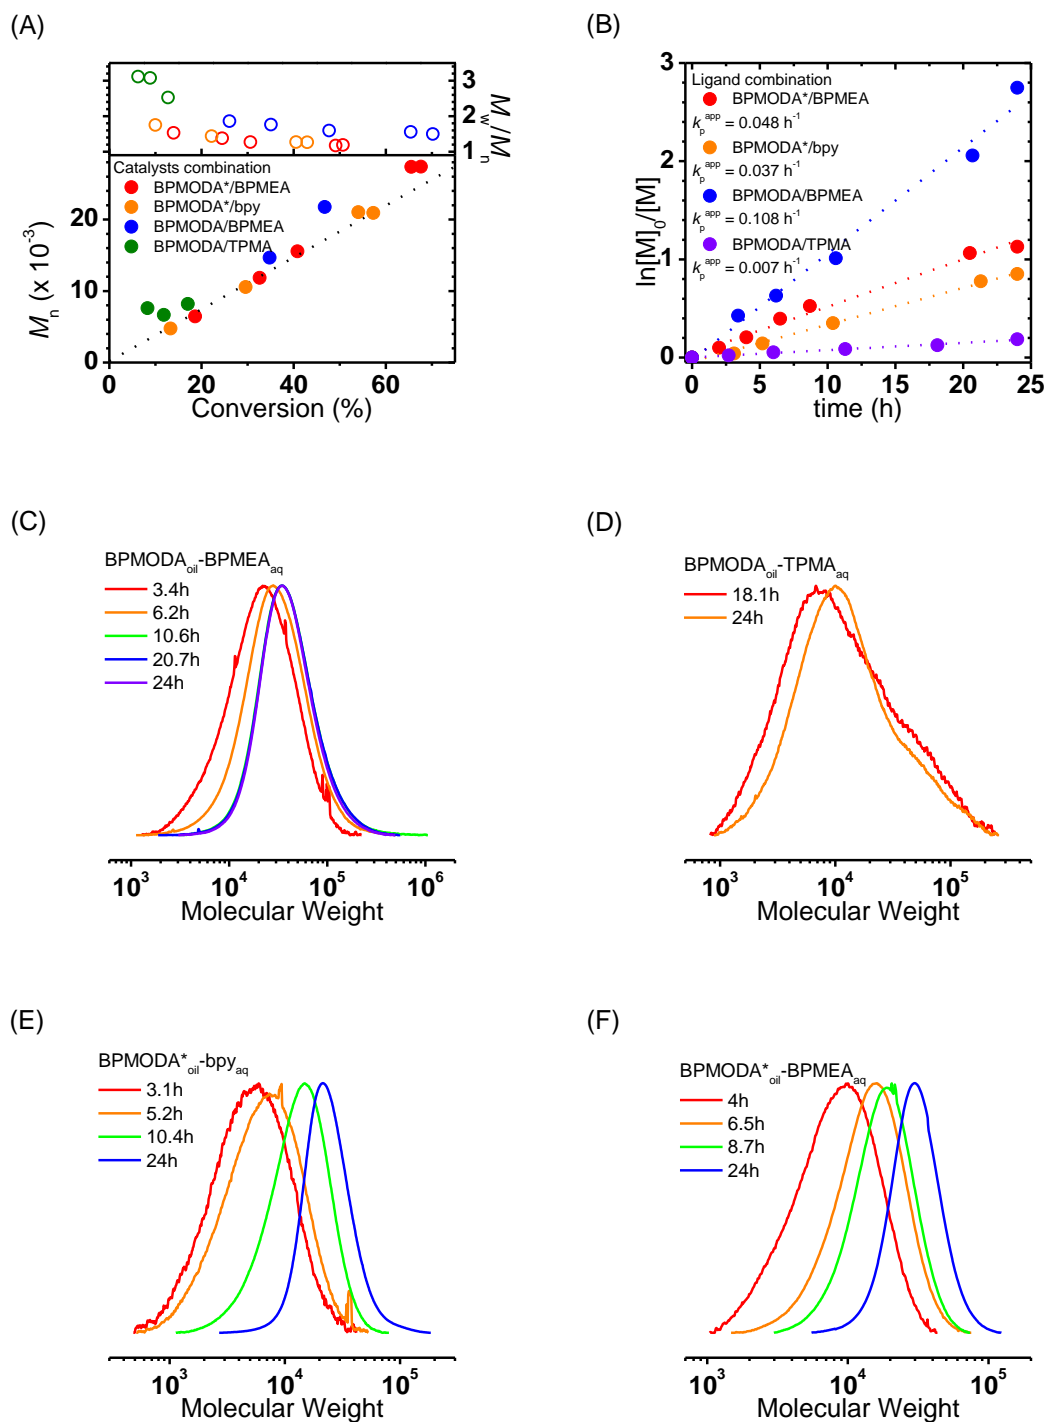 (A)
3
2
1
M_w/M_n
Catalysts combination
BPMODA*/BPMEA
BPMODA*/bpy
BPMODA/BPMEA
BPMODA/TPMA
20
10
0
M_n (x 10^-3)
0 20 40 60
Conversion (%)
(B)
3
2
1
0
ln[M]_0/[M]
Ligand combination
BPMODA*/BPMEA
k_p^app = 0.048 h^-1
BPMODA*/bpy
k_p^app = 0.037 h^-1
BPMODA/BPMEA
k_p^app = 0.108 h^-1
BPMODA/TPMA
k_p^app = 0.007 h^-1
0 5 10 15 20 25
time (h)
(C)
BPMODA_oil-BPMEA_aq
3.4h
6.2h
10.6h
20.7h
24h
10^3 10^4 10^5 10^6
Molecular Weight
(D)
BPMODA_oil-TPMA_aq
18.1h
24h
10^3 10^4 10^5
Molecular Weight
(E)
BPMODA*_oil-bpy_aq
3.1h
5.2h
10.4h
24h
10^3 10^4 10^5
Molecular Weight
(F)
BPMODA*_oil-BPMEA_aq
4h
6.5h
8.7h
24h
10^3 10^4 10^5
Molecular Weight